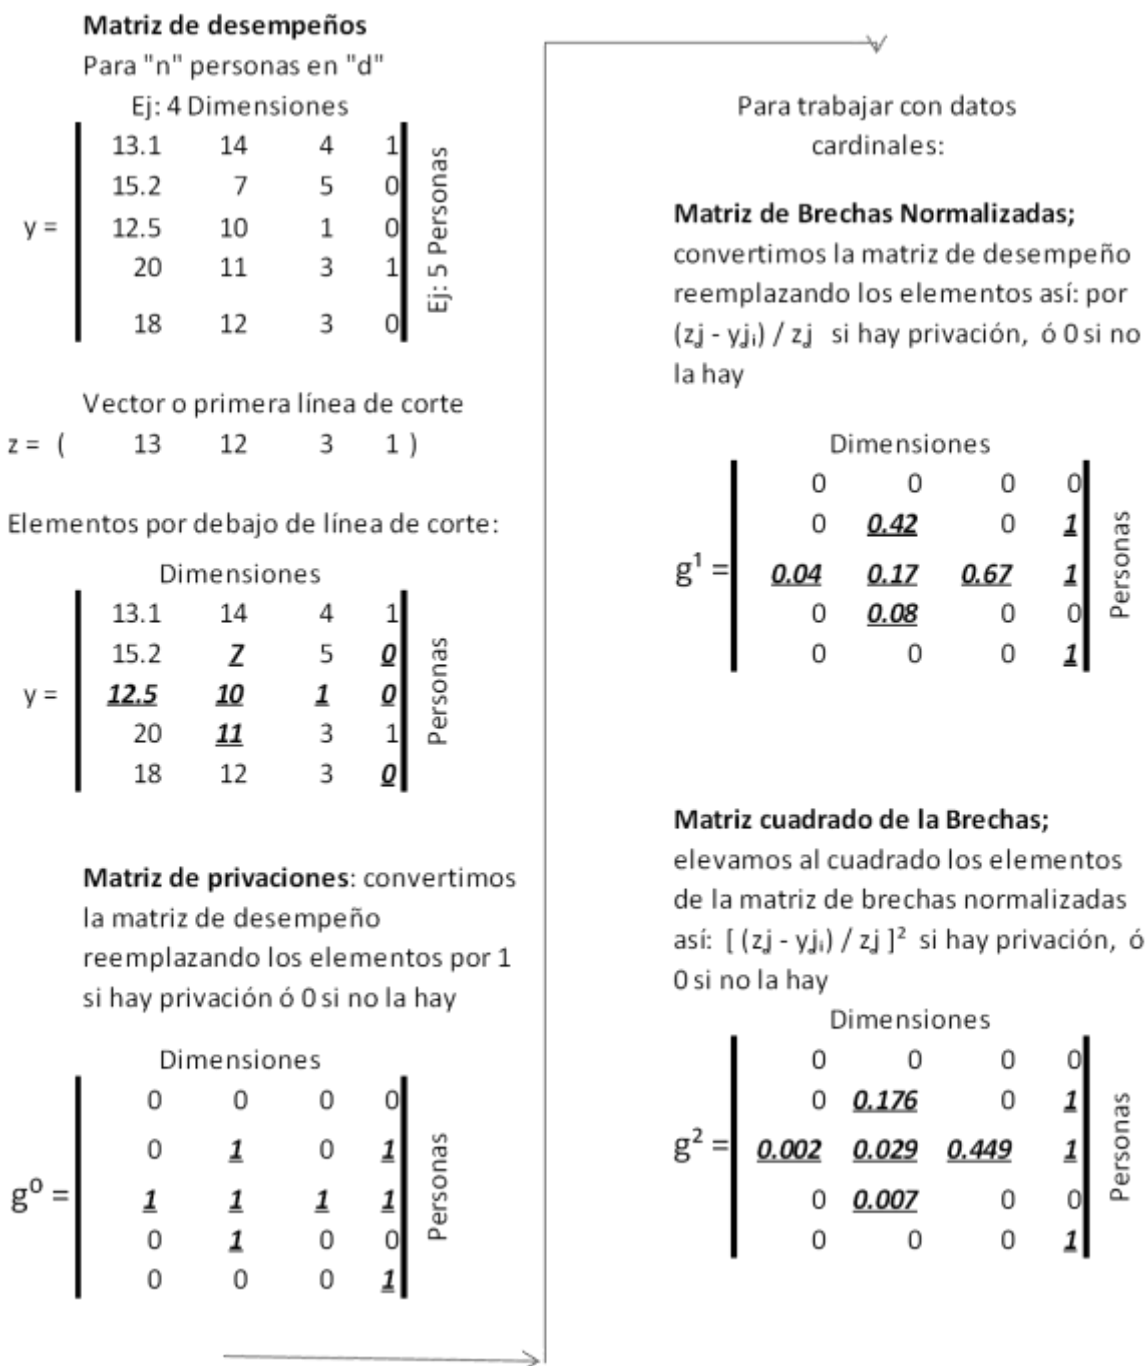 Matriz de desempeños
Para "n" personas en "d"
Ej: 4 Dimensiones
13.1 14 4 1
15.2 7 5 0
y = 12.5 10 1 0
20 11 3 1
18 12 3 0
Ej: 5 Personas
Vector o primera línea de corte
z = ( 13 12 3 1 )
Elementos por debajo de línea de corte:
Dimensiones
13.1 14 4 1
15.2 7 5 0
y = 12.5 10 1 0
20 11 3 1
18 12 3 0
Personas
Matriz de privaciones: convertimos
la matriz de desempeño
reemplazando los elementos por 1
si hay privación ó 0 si no la hay
Dimensiones
0 0 0 0
0 1 0 1
g⁰ = 1 1 1 1
0 1 0 0
0 0 0 1
Personas
Para trabajar con datos
cardinales:
Matriz de Brechas Normalizadas;
convertimos la matriz de desempeño
reemplazando los elementos así: por
(z,j - y,jᵢ) / z,j si hay privación, ó 0 si no
la hay
Dimensiones
0 0 0 0
0 0.42 0 1
g¹ = 0.04 0.17 0.67 1
0 0.08 0 0
0 0 0 1
Personas
Matriz cuadrado de la Brechas;
elevamos al cuadrado los elementos
de la matriz de brechas normalizadas
así: [ (z,j - y,jᵢ) / z,j ]² si hay privación, ó
0 si no la hay
Dimensiones
0 0 0 0
0 0.176 0 1
g² = 0.002 0.029 0.449 1
0 0.007 0 0
0 0 0 1
Personas